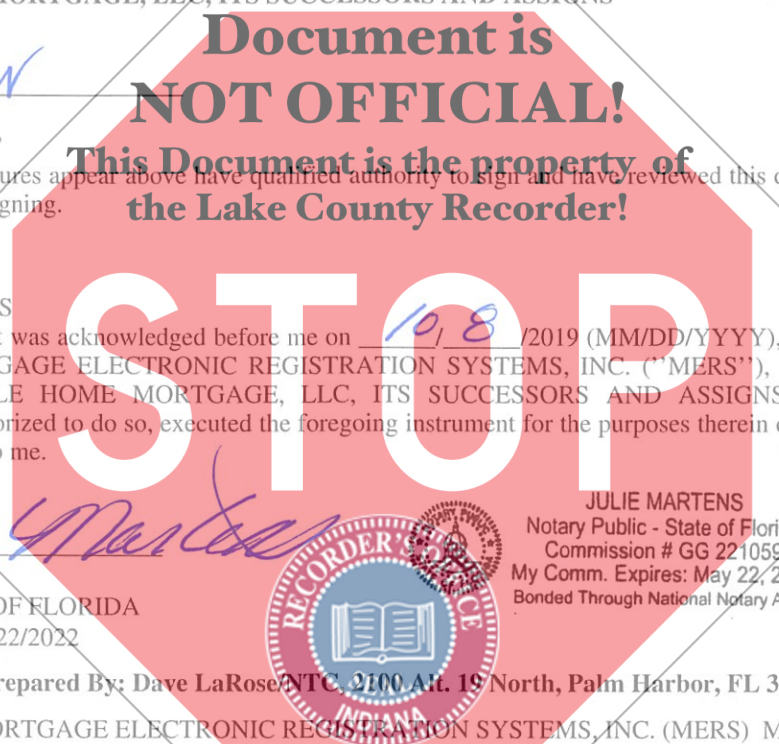 MORTGAGE, LLC, ITS SUCCESSORS AND ASSIGNS
Document is
NOT OFFICIAL!
This Document is the property of
the Lake County Recorder!
ures appear above have qualified authority to sign and have reviewed this
gning.
STOP
S
t was acknowledged before me on 10/ 8 /2019 (MM/DD/YYYY),
GAGE ELECTRONIC REGISTRATION SYSTEMS, INC. ("MERS"),
LE HOME MORTGAGE, LLC, ITS SUCCESSORS AND ASSIGNS
orized to do so, executed the foregoing instrument for the purposes therein
o me.
JULIE MARTENS
Notary Public - State of Flori
Commission # GG 221059
My Comm. Expires: May 22, 2
Bonded Through National Notary A
RECORDER'S OFFICE
INDIANA
OF FLORIDA
22/2022
repared By: Dave LaRose/NTC, 2100 Alt. 19 North, Palm Harbor, FL 3
ORTGAGE ELECTRONIC REGISTRATION SYSTEMS, INC. (MERS) M